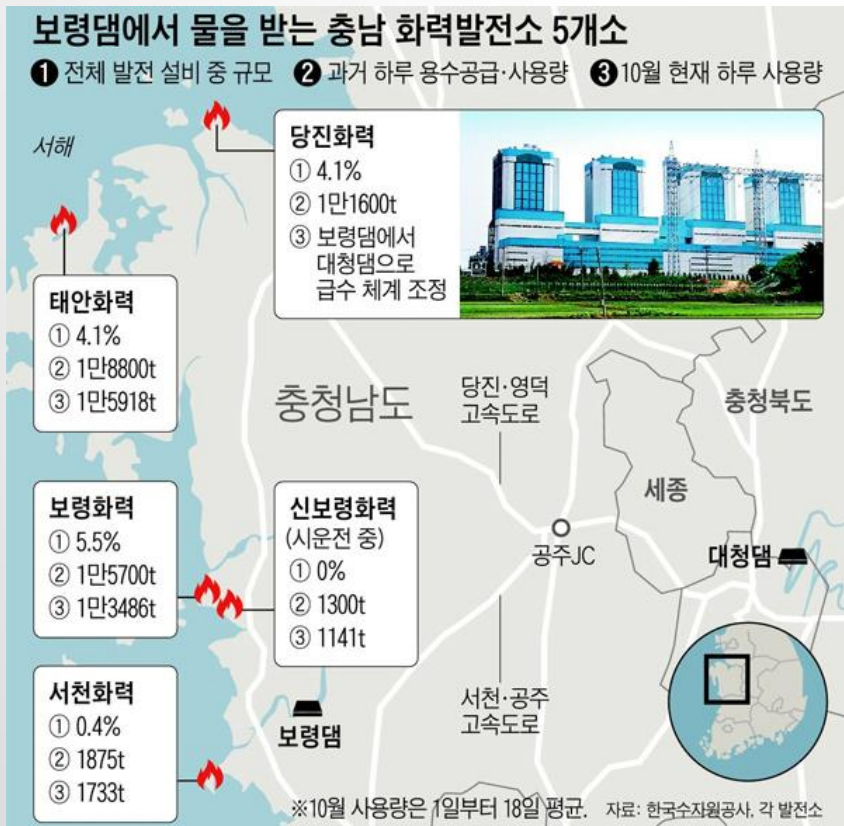 보령댐에서 물을 받는 충남 화력발전소 5개소
❶ 전체 발전 설비 중 규모 ❷ 과거 하루 용수공급·사용량 ❸ 10월 현재 하루 사용량
서해
당진화력
① 4.1%
② 1만1600t
③ 보령댐에서
대청댐으로
급수 체계 조정
태안화력
① 4.1%
② 1만8800t
③ 1만5918t
충청남도
당진·영덕
고속도로
충청북도
세종
보령화력
① 5.5%
② 1만5700t
③ 1만3486t
신보령화력
(시운전 중)
① 0%
② 1300t
③ 1141t
공주JC
대청댐
서천화력
① 0.4%
② 1875t
③ 1733t
보령댐
서천·공주
고속도로
※10월 사용량은 1일부터 18일 평균. 자료: 한국수자원공사, 각 발전소